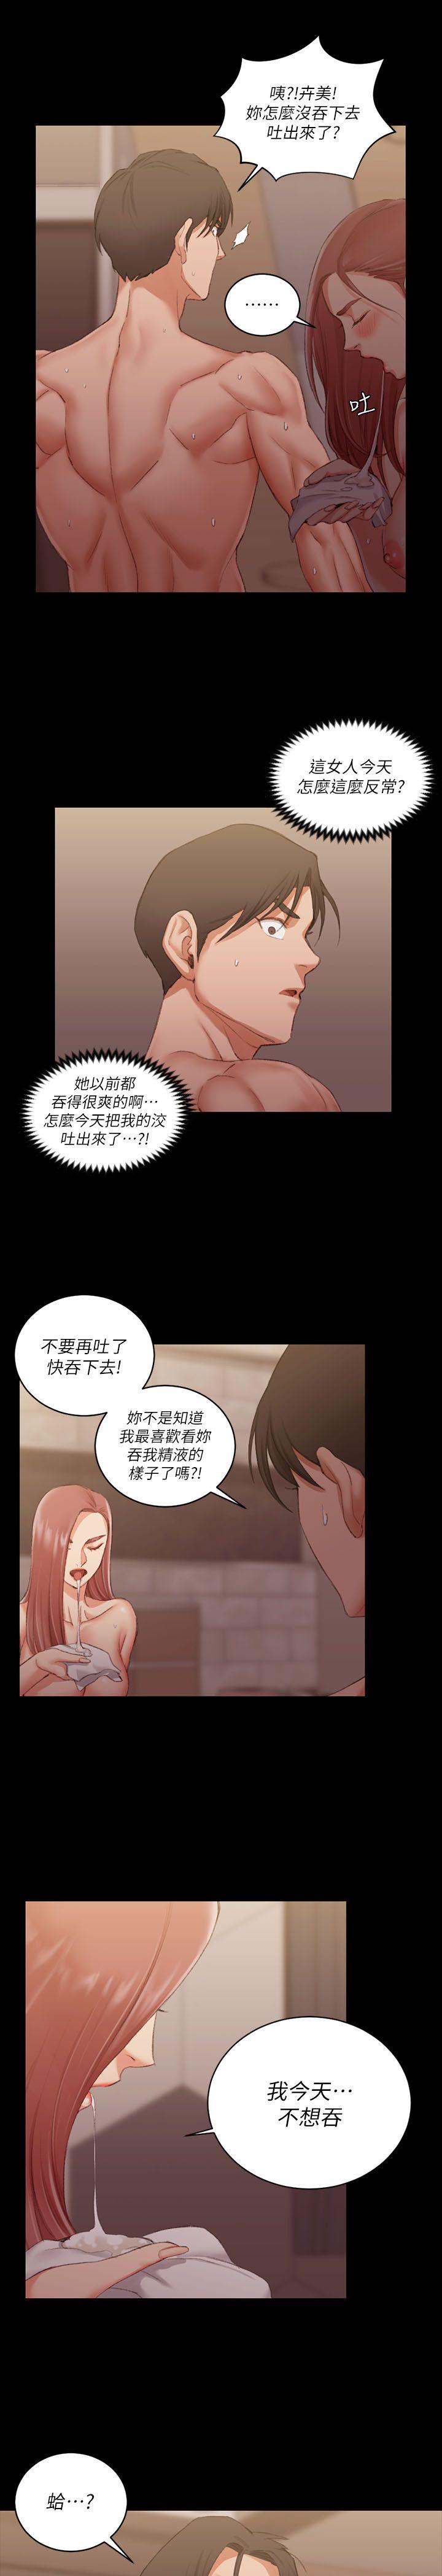 咦?!卉美!
妳怎麼沒吞下去
吐出來了?
……
吐
這女人今天
怎麼這麼反常?
她以前都
吞得很爽的啊…
怎麼今天把我的洨
吐出來了…?!
不要再吐了
快吞下去!
妳不是知道
我最喜歡看妳
吞我精液的
樣子了嗎?!
我今天…
不想吞
蛤…?